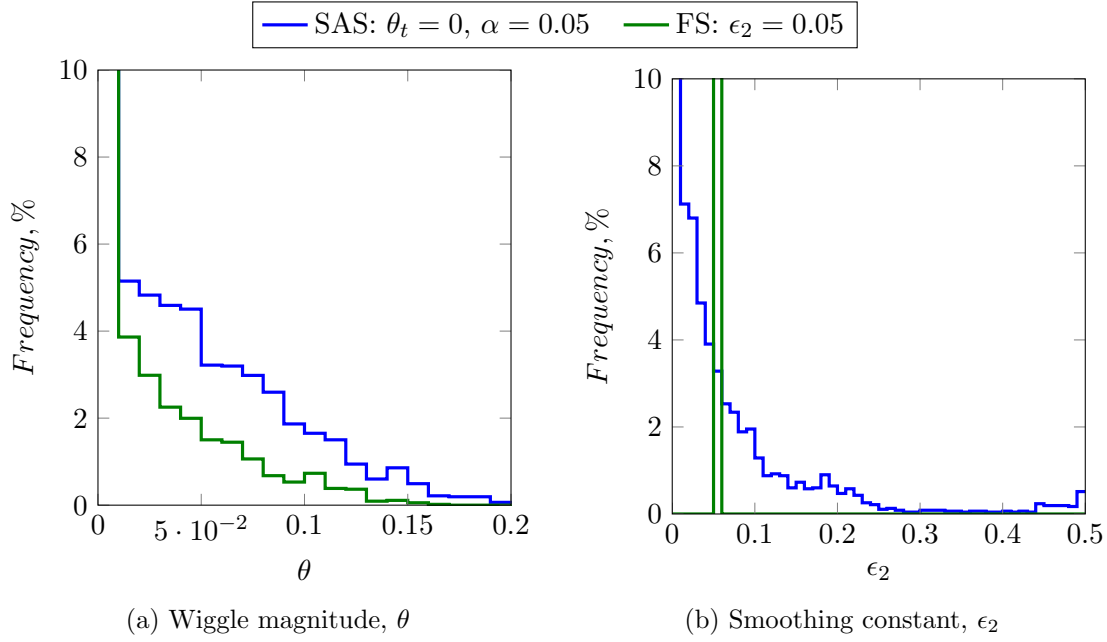 SAS: θ_t = 0, α = 0.05 FS: ϵ_2 = 0.05
10
8
6
4
2
0
Frequency, %
0 5 · 10^{-2} 0.1 0.15 0.2
θ
(a) Wiggle magnitude, θ
10
8
6
4
2
0
Frequency, %
0 0.1 0.2 0.3 0.4 0.5
ϵ_2
(b) Smoothing constant, ϵ_2